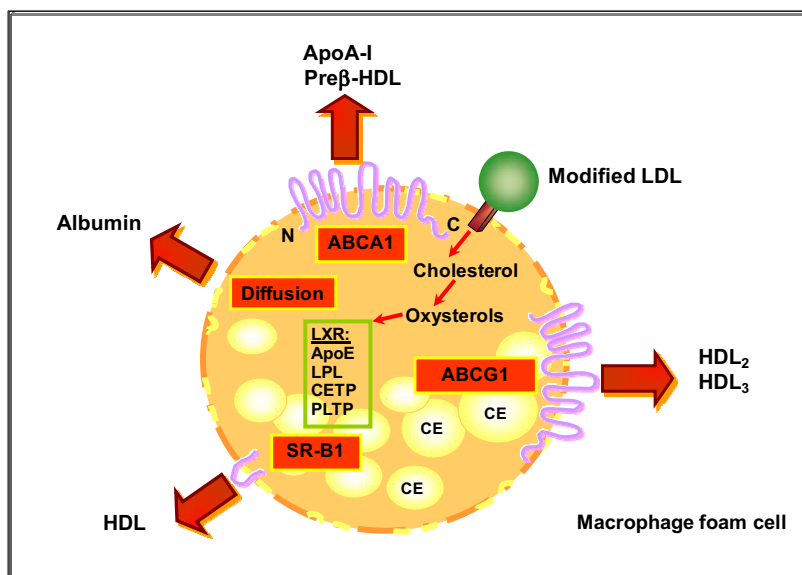 ApoA-I
Preβ-HDL
Modified LDL
Albumin
N
C
ABCA1
Cholesterol
Diffusion
Oxysterols
LXR:
ApoE
LPL
CETP
PLTP
ABCG1
HDL₂
HDL₃
CE
CE
SR-B1
CE
HDL
Macrophage foam cell